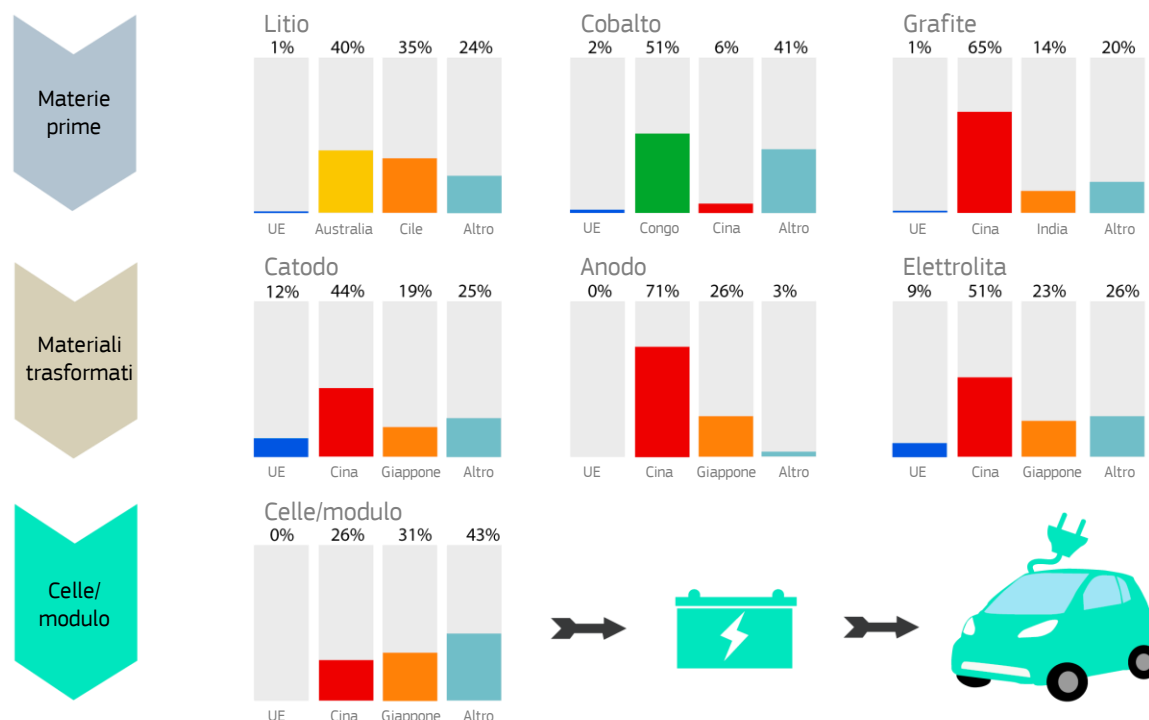 Materie
prime
Litio
1% 40% 35% 24%
UE Australia Cile Altro
Cobalto
2% 51% 6% 41%
UE Congo Cina Altro
Grafite
1% 65% 14% 20%
UE Cina India Altro
Materiali
trasformati
Catodo
12% 44% 19% 25%
UE Cina Giappone Altro
Anodo
0% 71% 26% 3%
UE Cina Giappone Altro
Elettrolita
9% 51% 23% 26%
UE Cina Giappone Altro
Celle/
modulo
Celle/modulo
0% 26% 31% 43%
UE Cina Giappone Altro